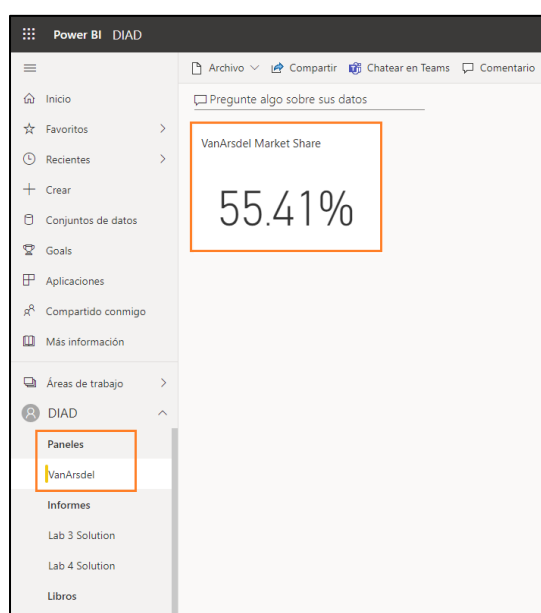 Power BI DIAD
Archivo Compartir Chatear en Teams Comentario
Inicio
Pregunte algo sobre sus datos
Favoritos
VanArsdel Market Share
Recientes
Crear
55.41%
Conjuntos de datos
Goals
Aplicaciones
Compartido conmigo
Más información
Áreas de trabajo
DIAD
Paneles
VanArsdel
Informes
Lab 3 Solution
Lab 4 Solution
Libros